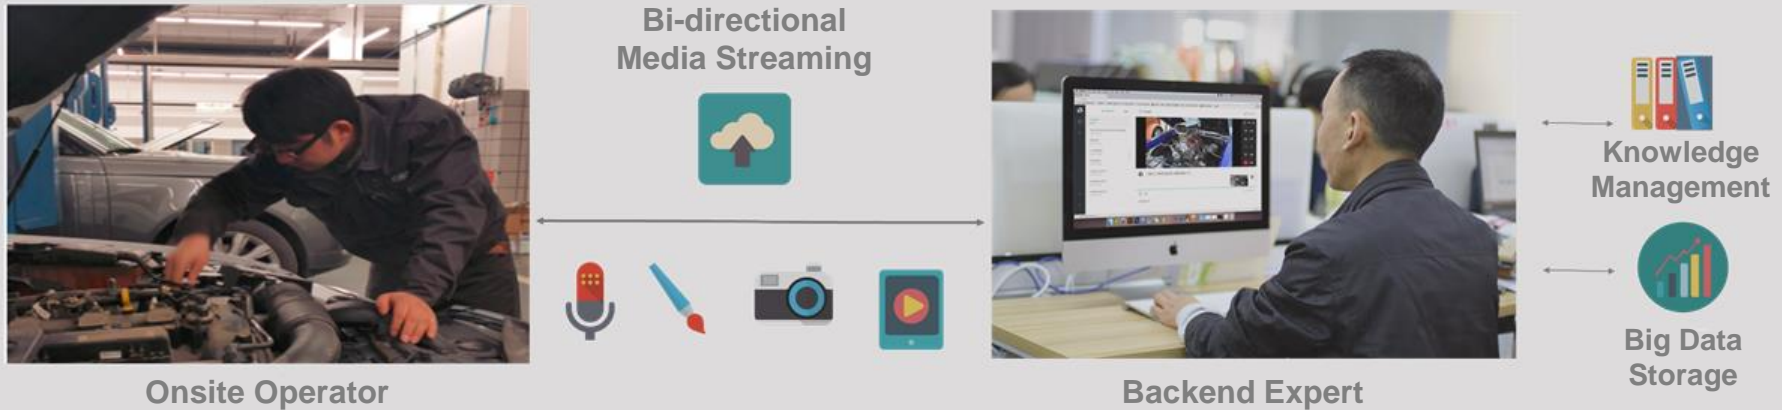 Bi-directional
Media Streaming
Knowledge
Management
Big Data
Storage
Onsite Operator
Backend Expert